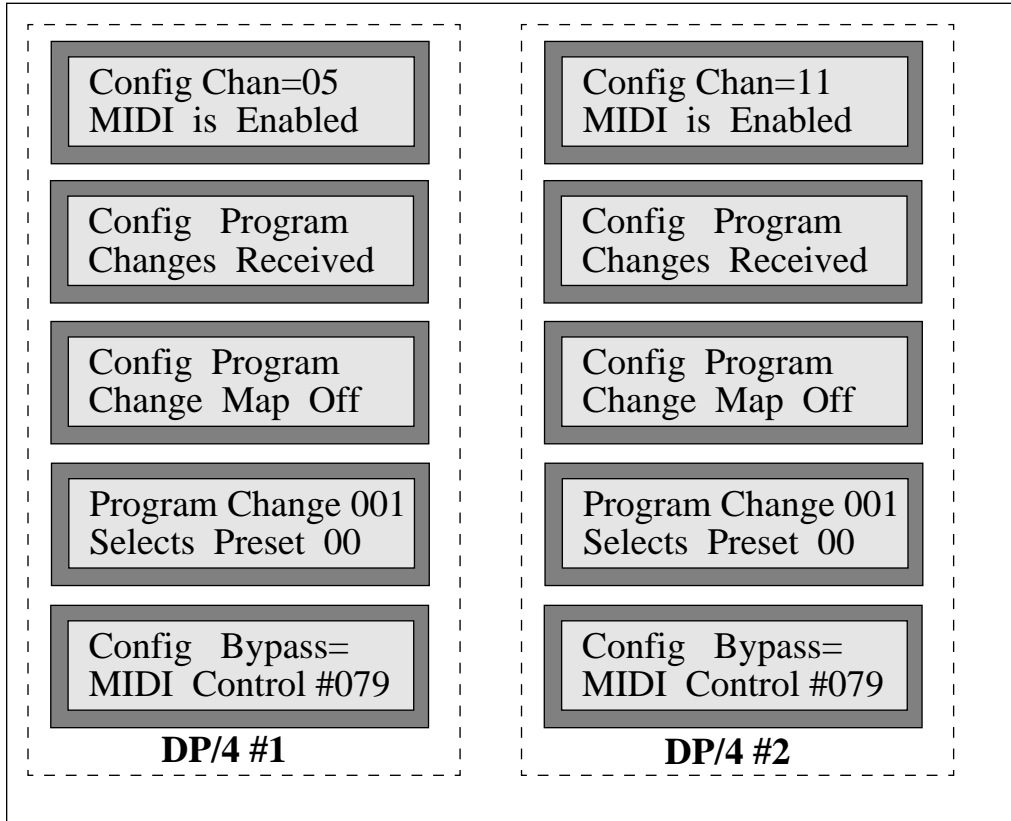 Config Chan=05
MIDI is Enabled
Config Program
Changes Received
Config Program
Change Map Off
Program Change 001
Selects Preset 00
Config Bypass=
MIDI Control #079
DP/4 #1
Config Chan=11
MIDI is Enabled
Config Program
Changes Received
Config Program
Change Map Off
Program Change 001
Selects Preset 00
Config Bypass=
MIDI Control #079
DP/4 #2